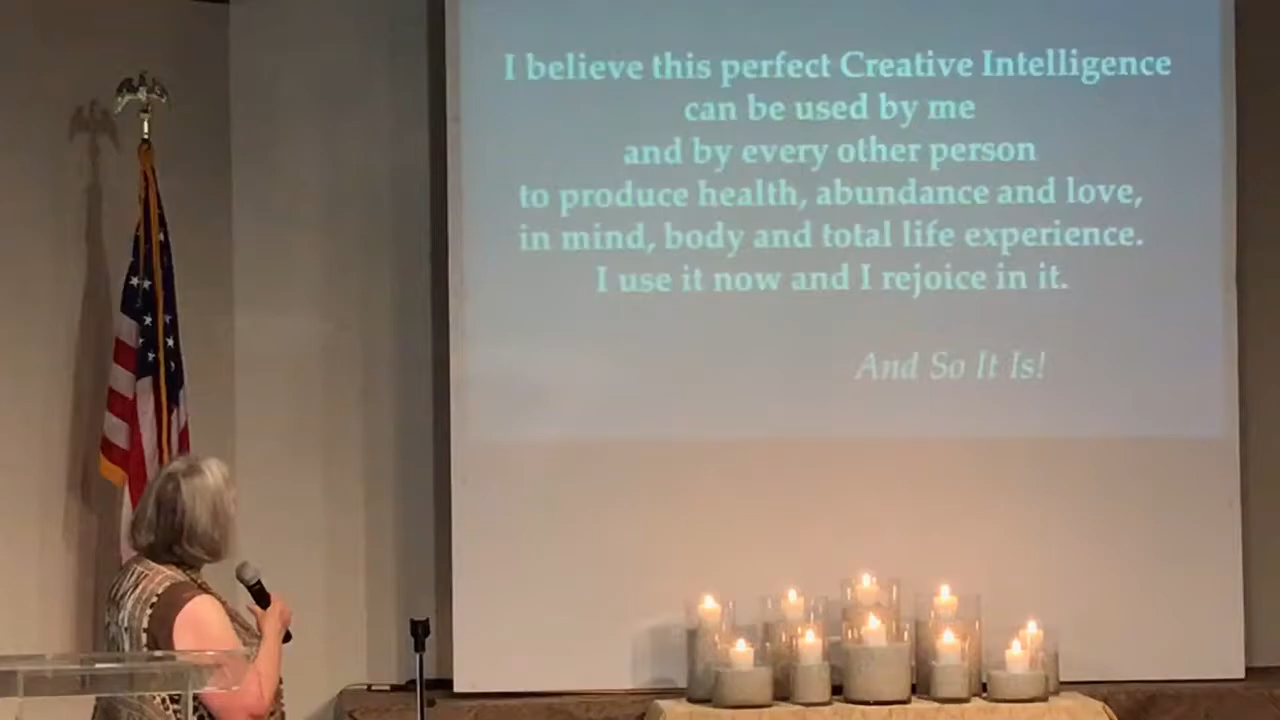 I believe this perfect Creative Intelligence
can be used by me
and by every other person
to produce health, abundance and love,
in mind, body and total life experience.
I use it now and I rejoice in it.
And So It Is!